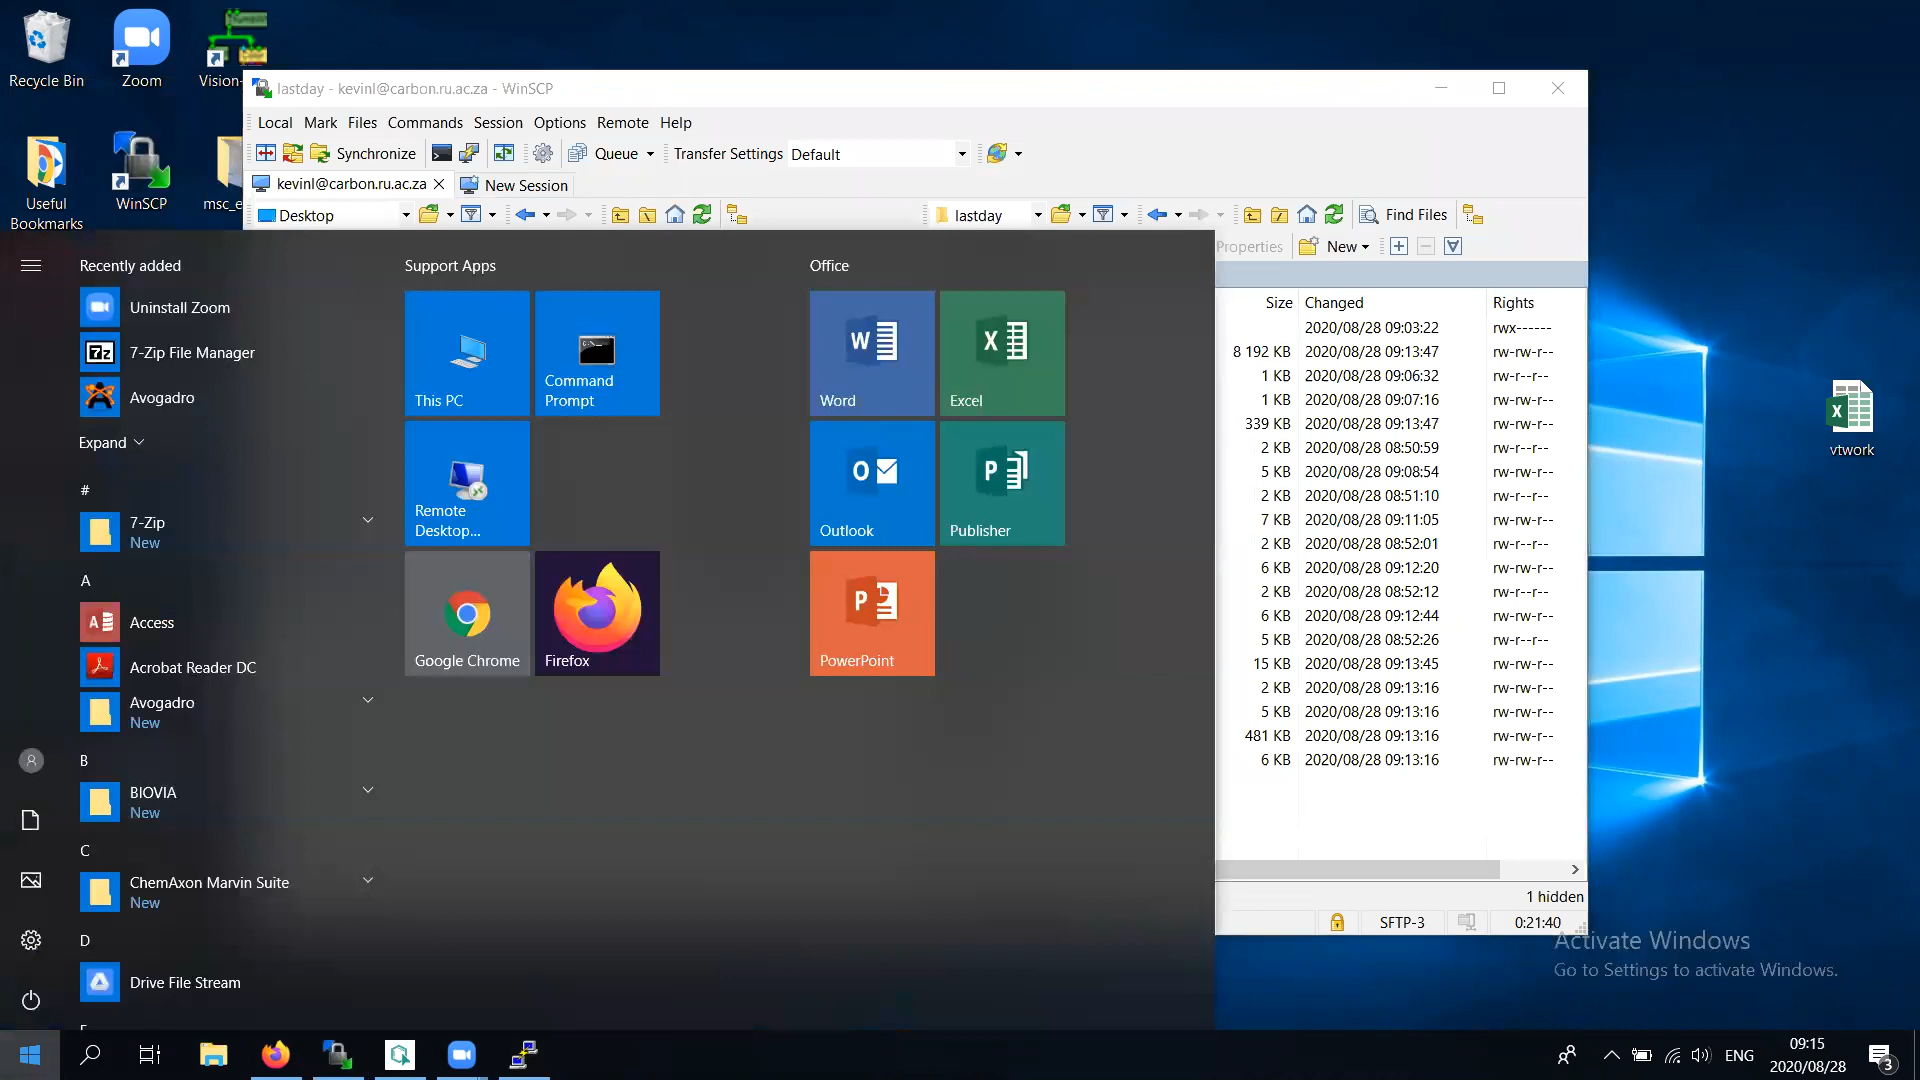 Recycle Bin
Zoom
Vision-
lastday - kevinl@carbon.ru.ac.za - WinSCP
Local Mark Files Commands Session Options Remote Help
Synchronize Queue Transfer Settings Default
kevinl@carbon.ru.ac.za New Session
Useful Bookmarks
WinSCP
msc_e
Desktop lastday Find Files
Properties New
Recently added
Uninstall Zoom
7-Zip File Manager
Avogadro
Expand
#
7-Zip
New
A
Access
Acrobat Reader DC
Avogadro
New
B
BIOVIA
New
C
ChemAxon Marvin Suite
New
D
Drive File Stream
Support Apps
This PC
Command Prompt
Remote Desktop...
Google Chrome
Firefox
Office
Word
Excel
Outlook
Publisher
PowerPoint
Size Changed Rights
2020/08/28 09:03:22 rwx------
8 192 KB 2020/08/28 09:13:47 rw-rw-r--
1 KB 2020/08/28 09:06:32 rw-r--r--
1 KB 2020/08/28 09:07:16 rw-rw-r--
339 KB 2020/08/28 09:13:47 rw-rw-r--
2 KB 2020/08/28 08:50:59 rw-r--r--
5 KB 2020/08/28 09:08:54 rw-rw-r--
2 KB 2020/08/28 08:51:10 rw-r--r--
7 KB 2020/08/28 09:11:05 rw-rw-r--
2 KB 2020/08/28 08:52:01 rw-r--r--
6 KB 2020/08/28 09:12:20 rw-rw-r--
2 KB 2020/08/28 08:52:12 rw-r--r--
6 KB 2020/08/28 09:12:44 rw-rw-r--
5 KB 2020/08/28 08:52:26 rw-r--r--
15 KB 2020/08/28 09:13:45 rw-rw-r--
2 KB 2020/08/28 09:13:16 rw-rw-r--
5 KB 2020/08/28 09:13:16 rw-rw-r--
481 KB 2020/08/28 09:13:16 rw-rw-r--
6 KB 2020/08/28 09:13:16 rw-rw-r--
1 hidden
SFTP-3 0:21:40
vtwork
Activate Windows
Go to Settings to activate Windows.
ENG
09:15
2020/08/28
3